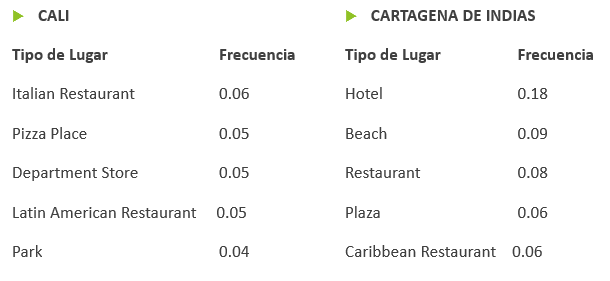 CALI
Tipo de Lugar Frecuencia
Italian Restaurant 0.06
Pizza Place 0.05
Department Store 0.05
Latin American Restaurant 0.05
Park 0.04
CARTAGENA DE INDIAS
Tipo de Lugar Frecuencia
Hotel 0.18
Beach 0.09
Restaurant 0.08
Plaza 0.06
Caribbean Restaurant 0.06